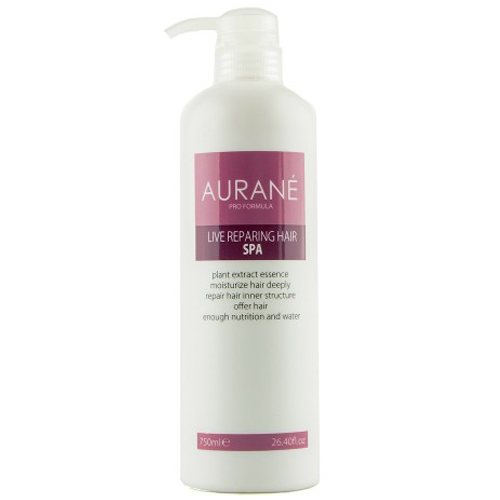 AURANÉ
PRO FORMULA
LIVE REPARING HAIR
SPA
plant extract essence
moisturize hair deeply
repair hair inner structure
offer hair
enough nutrition and water
750ml℮ 26.40fl.oz